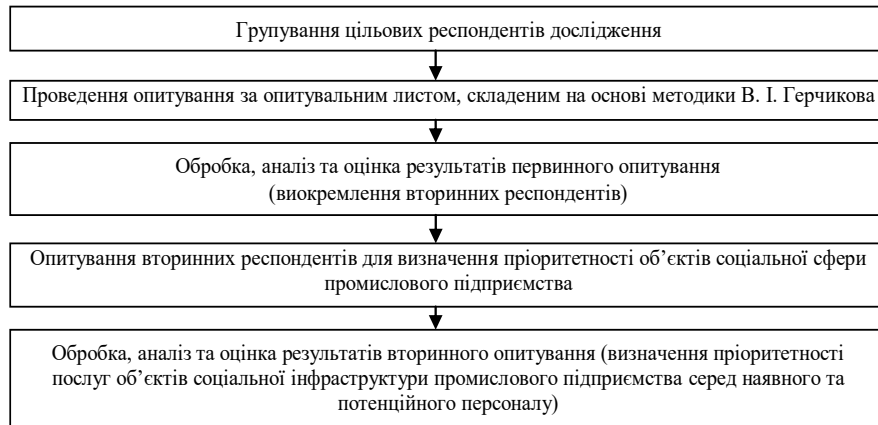 Групування цільових респондентів дослідження
Проведення опитування за опитувальним листом, складеним на основі методики В. І. Герчикова
Обробка, аналіз та оцінка результатів первинного опитування
(виокремлення вторинних респондентів)
Опитування вторинних респондентів для визначення пріоритетності об’єктів соціальної сфери
промислового підприємства
Обробка, аналіз та оцінка результатів вторинного опитування (визначення пріоритетності
послуг об’єктів соціальної інфраструктури промислового підприємства серед наявного та
потенційного персоналу)